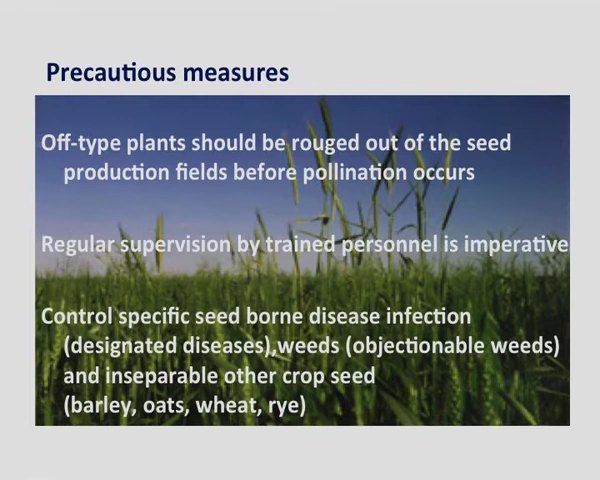 Precautious measures
Off-type plants should be rouged out of the seed
production fields before pollination occurs
Regular supervision by trained personnel is imperative
Control specific seed borne disease infection
(designated diseases),weeds (objectionable weeds)
and inseparable other crop seed
(barley, oats, wheat, rye)